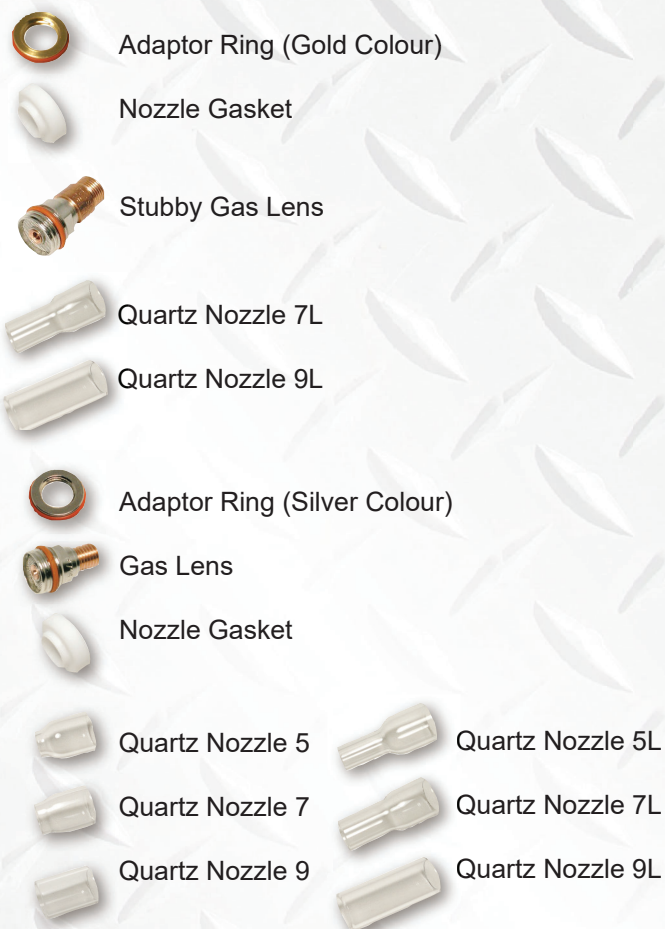 Adaptor Ring (Gold Colour)
Nozzle Gasket
Stubby Gas Lens
Quartz Nozzle 7L
Quartz Nozzle 9L
Adaptor Ring (Silver Colour)
Gas Lens
Nozzle Gasket
Quartz Nozzle 5
Quartz Nozzle 5L
Quartz Nozzle 7
Quartz Nozzle 7L
Quartz Nozzle 9
Quartz Nozzle 9L